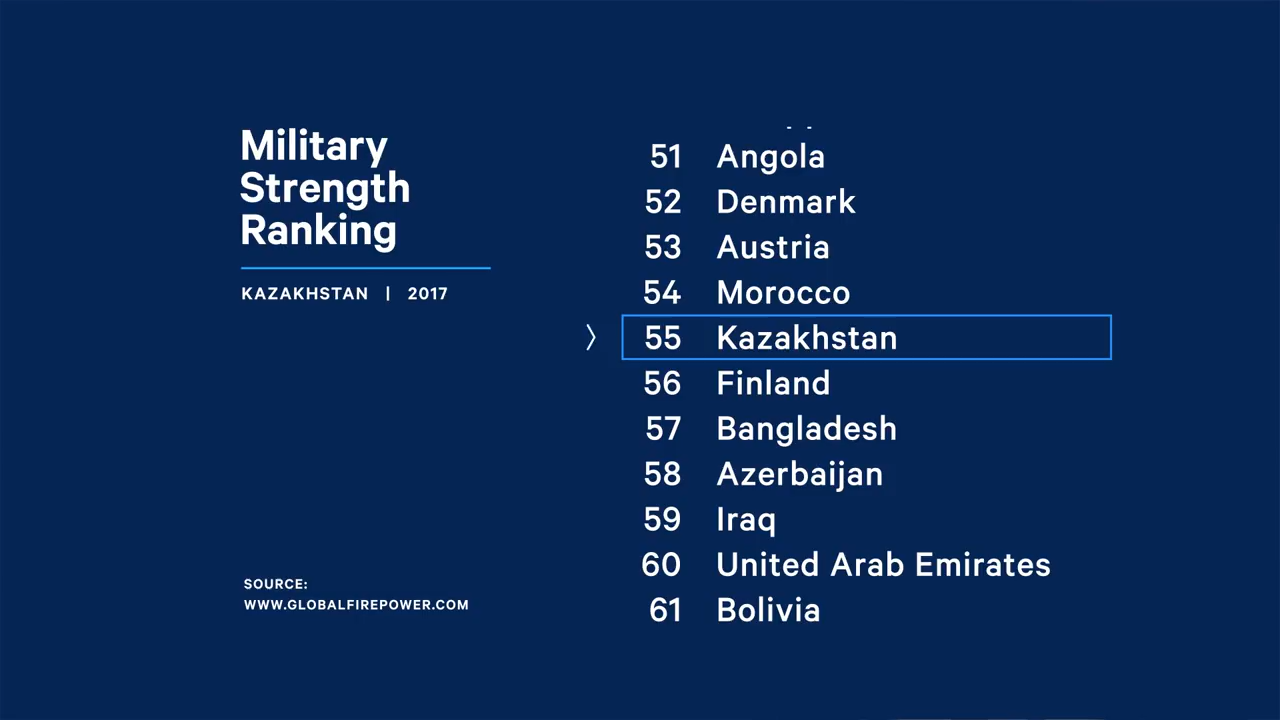 Military
Strength
Ranking
KAZAKHSTAN | 2017
51 Angola
52 Denmark
53 Austria
54 Morocco
55 Kazakhstan
56 Finland
57 Bangladesh
58 Azerbaijan
59 Iraq
60 United Arab Emirates
61 Bolivia
SOURCE:
WWW.GLOBALFIREPOWER.COM